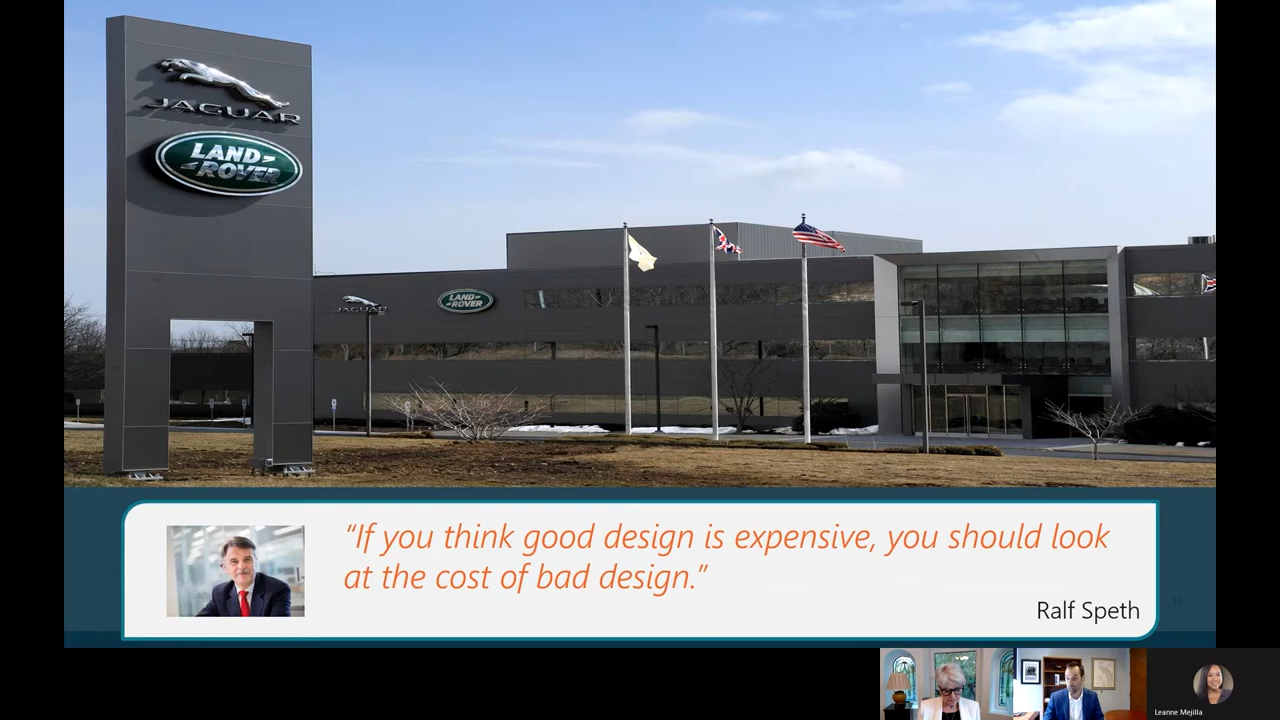 JAGUAR
LAND
ROVER
JAGUAR
LAND
ROVER
“If you think good design is expensive, you should look
at the cost of bad design.”
Ralf Speth
16
Leanne Mejilla